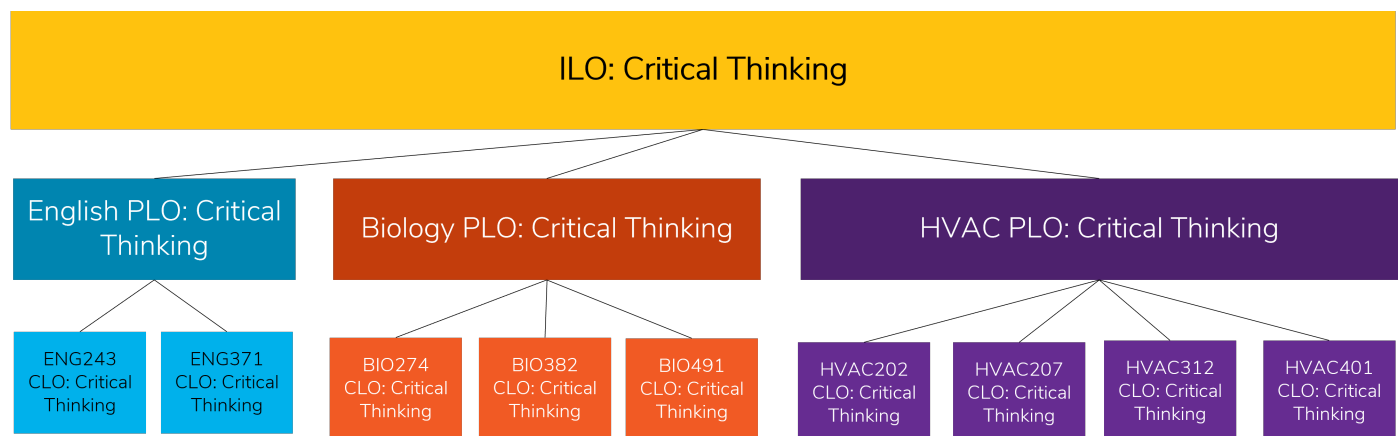 ILO: Critical Thinking
English PLO: Critical
Thinking
Biology PLO: Critical Thinking
HVAC PLO: Critical Thinking
ENG243
CLO: Critical
Thinking
ENG371
CLO: Critical
Thinking
BIO274
CLO: Critical
Thinking
BIO382
CLO: Critical
Thinking
BIO491
CLO: Critical
Thinking
HVAC202
CLO: Critical
Thinking
HVAC207
CLO: Critical
Thinking
HVAC312
CLO: Critical
Thinking
HVAC401
CLO: Critical
Thinking